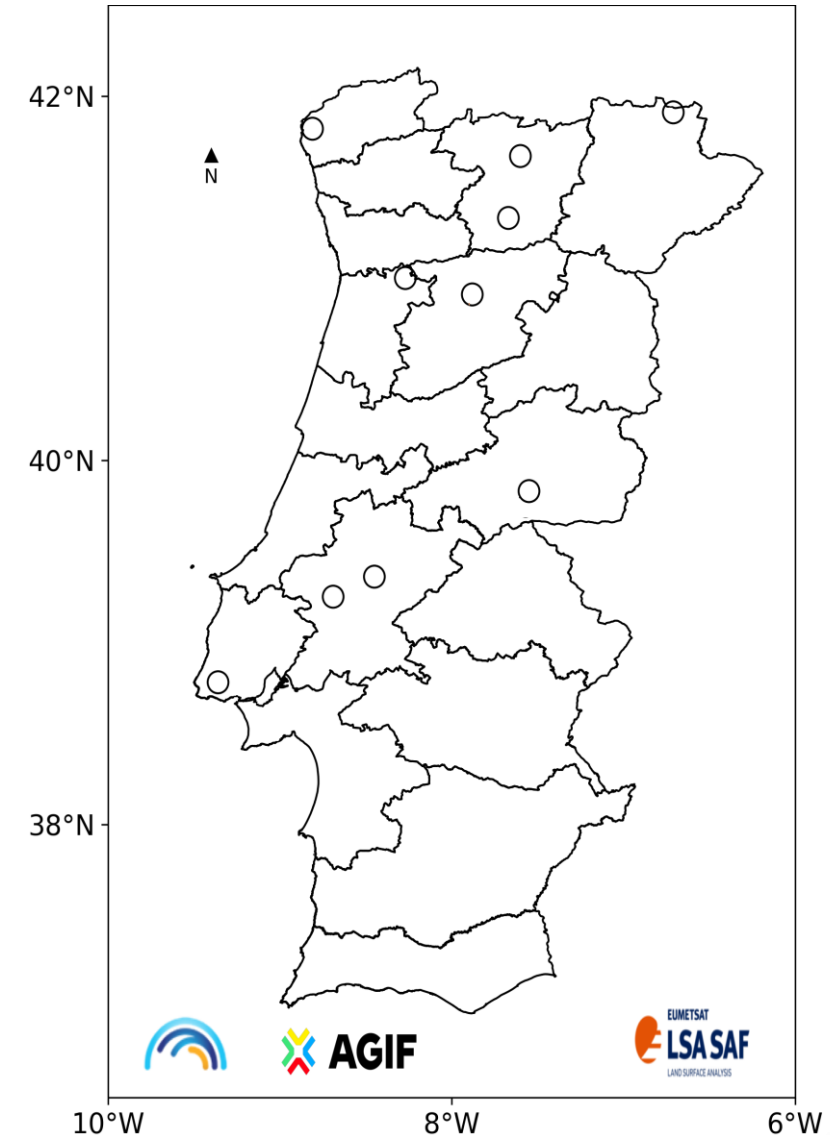 42°N
N
40°N
38°N
AGIF
EUMETSAT
LSA SAF
LAND SURFACE ANALYSIS
10°W
8°W
6°W